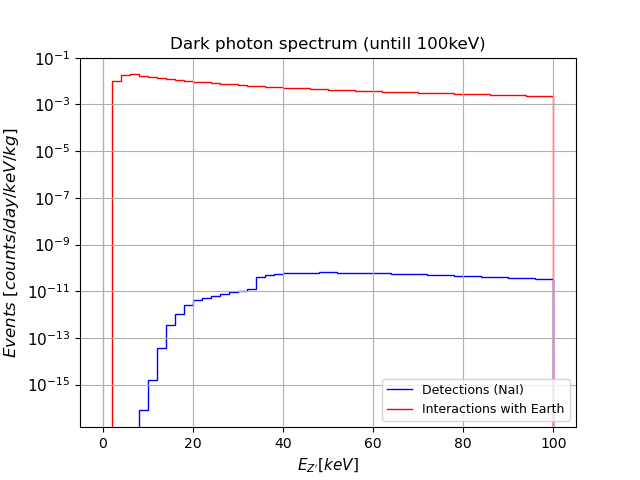 Dark photon spectrum (untill 100keV)
Events [counts/day/keV/kg]
10⁻¹
10⁻³
10⁻⁵
10⁻⁷
10⁻⁹
10⁻¹¹
10⁻¹³
10⁻¹⁵
Detections (NaI)
Interactions with Earth
0 20 40 60 80 100
E_{Z'}[keV]